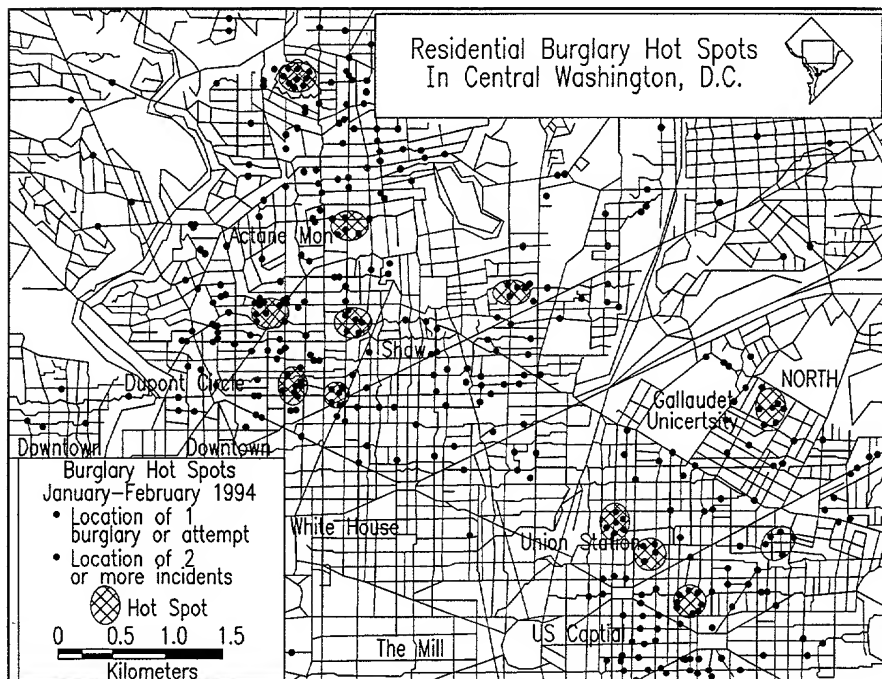 Residential Burglary Hot Spots
In Central Washington, D.C.
Actane Mon
Shaw
Dupont Circle
NORTH
Gallaudet
Unicertsity
Downtown
Downtown
Burglary Hot Spots
January–February 1994
• Location of 1
burglary or attempt
• Location of 2
or more incidents
Hot Spot
0 0.5 1.5
Kilometers
White House
Union Station
The Mill
US Captial